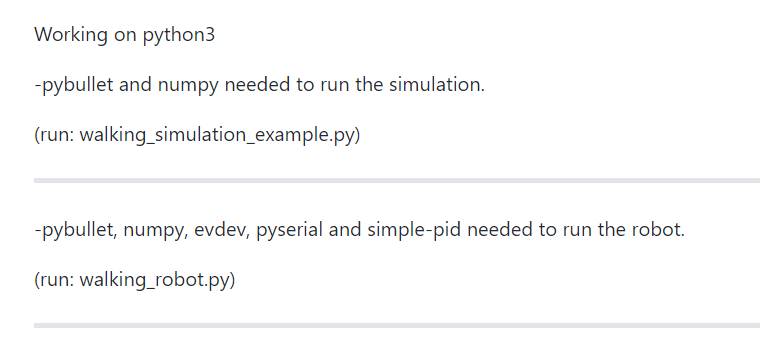 Working on python3
-pybullet and numpy needed to run the simulation.
(run: walking_simulation_example.py)
-pybullet, numpy, evdev, pyserial and simple-pid needed to run the robot.
(run: walking_robot.py)